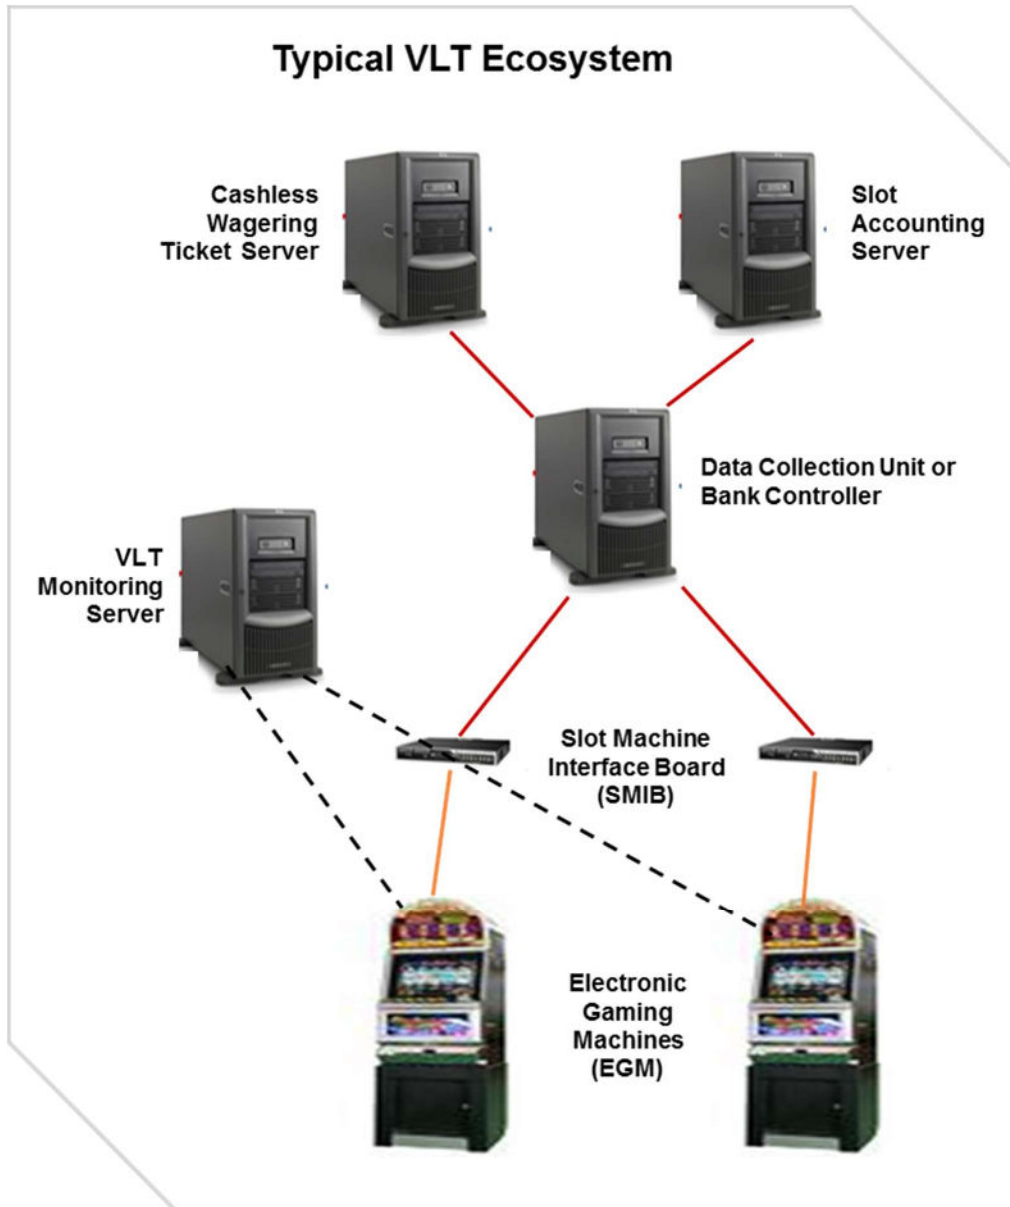 Typical VLT Ecosystem
Cashless
Wagering
Ticket Server
Slot
Accounting
Server
Data Collection Unit or
Bank Controller
VLT
Monitoring
Server
Slot Machine
Interface Board
(SMIB)
Electronic
Gaming
Machines
(EGM)